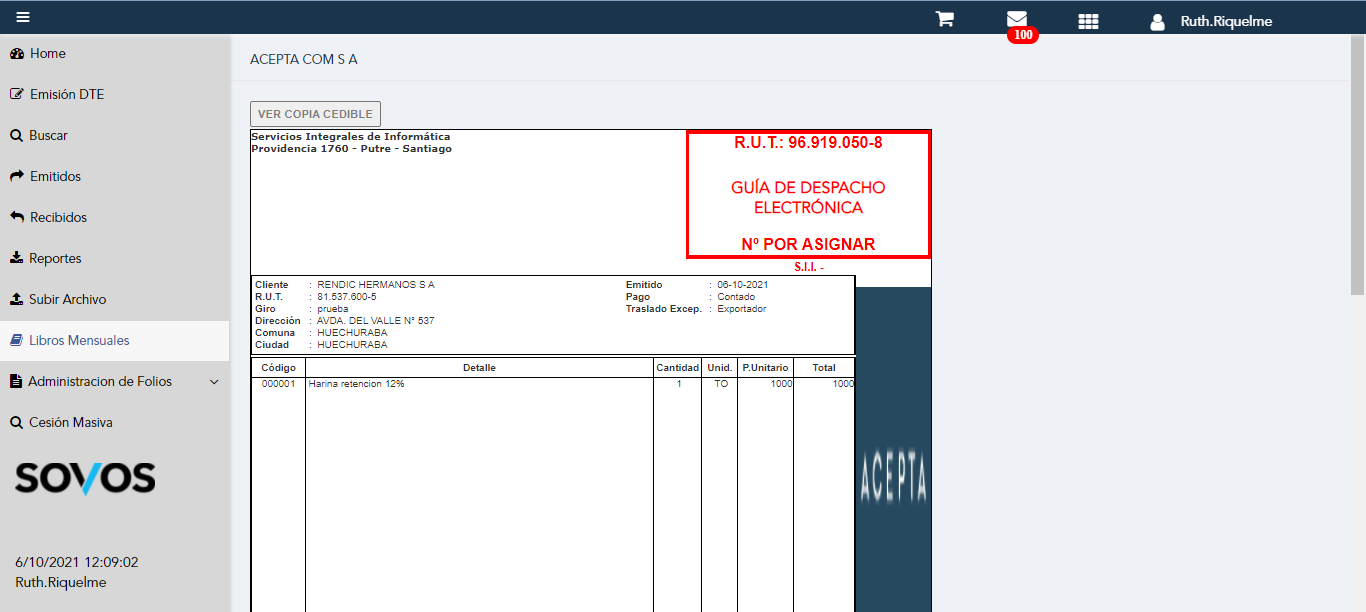 Ruth.Riquelme
100
Home
Emisión DTE
Buscar
Emitidos
Recibidos
Reportes
Subir Archivo
Libros Mensuales
Administracion de Folios
Cesión Masiva
SOVOS
6/10/2021 12:09:02
Ruth.Riquelme
ACEPTA COM S A
VER COPIA CEDIBLE
Servicios Integrales de Informática
Providencia 1760 - Putre - Santiago
R.U.T.: 96.919.050-8
GUÍA DE DESPACHO
ELECTRÓNICA
Nº POR ASIGNAR
S.I.I. -
Cliente : RENDIC HERMANOS S A Emitido : 06-10-2021
R.U.T. : 81.537.600-5 Pago : Contado
Giro : prueba Traslado Excep. : Exportador
Dirección : AVDA. DEL VALLE N° 537
Comuna : HUECHURABA
Ciudad : HUECHURABA
Código Detalle Cantidad Unid. P.Unitario Total
000001 Harina retencion 12% 1 TO 1000 1000
ACEPTA